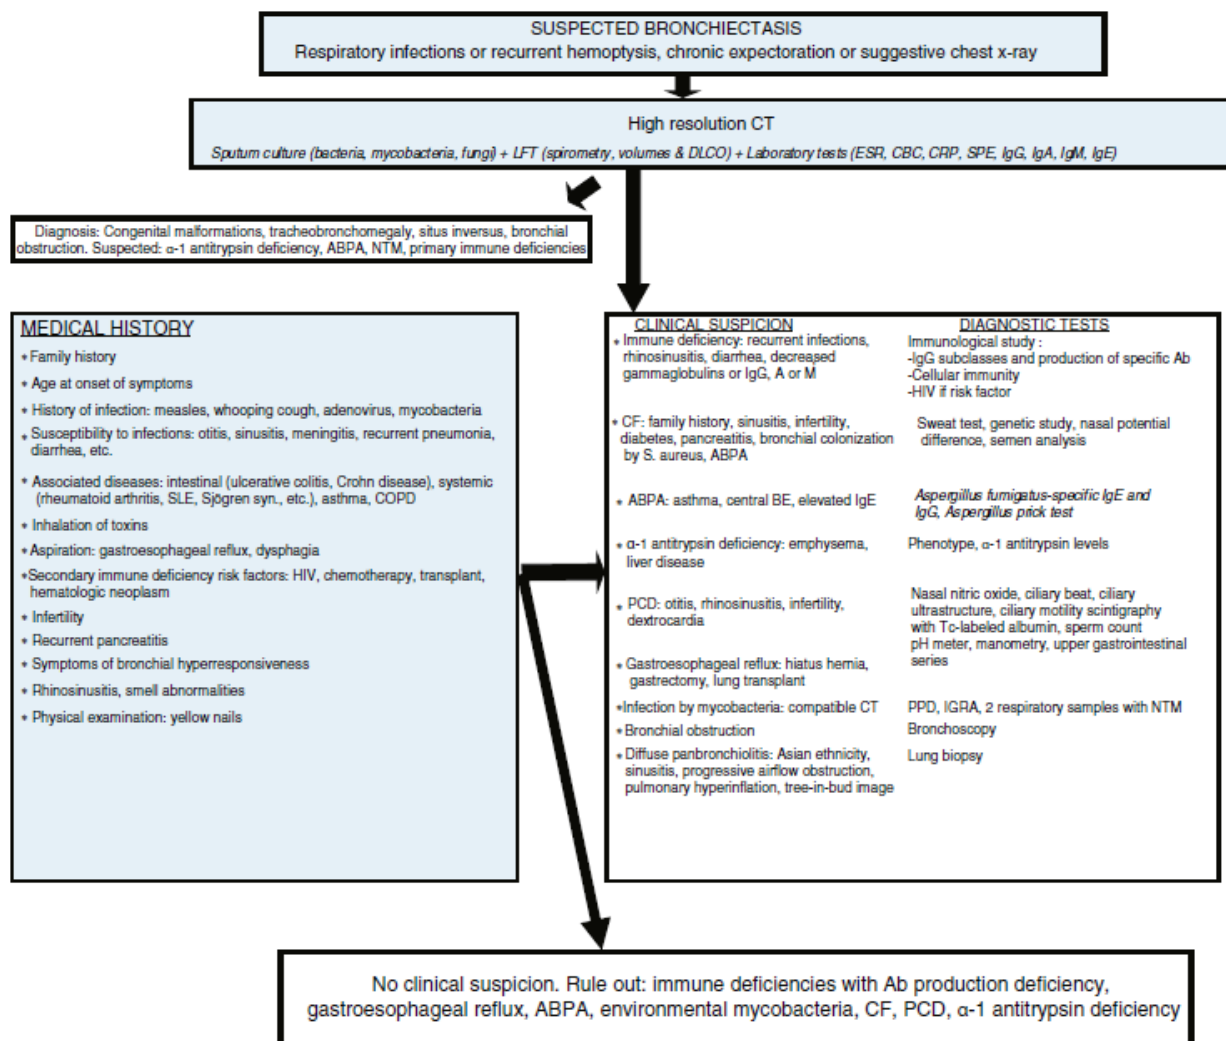 SUSPECTED BRONCHIECTASIS
Respiratory infections or recurrent hemoptysis, chronic expectoration or suggestive chest x-ray
High resolution CT
Sputum culture (bacteria, mycobacteria, fungi) + LFT (spirometry, volumes & DLCO) + Laboratory tests (ESR, CBC, CRP, SPE, IgG, IgA, IgM, IgE)
Diagnosis: Congenital malformations, tracheobronchomegaly, situs inversus, bronchial
obstruction. Suspected: α-1 antitrypsin deficiency, ABPA, NTM, primary immune deficiencies
MEDICAL HISTORY
* Family history
* Age at onset of symptoms
* History of infection: measles, whooping cough, adenovirus, mycobacteria
* Susceptibility to infections: otitis, sinusitis, meningitis, recurrent pneumonia,
diarrhea, etc.
* Associated diseases: intestinal (ulcerative colitis, Crohn disease), systemic
(rheumatoid arthritis, SLE, Sjögren syn., etc.), asthma, COPD
* Inhalation of toxins
* Aspiration: gastroesophageal reflux, dysphagia
*Secondary immune deficiency risk factors: HIV, chemotherapy, transplant,
hematologic neoplasm
* Infertility
* Recurrent pancreatitis
* Symptoms of bronchial hyperresponsiveness
* Rhinosinusitis, smell abnormalities
* Physical examination: yellow nails
CLINICAL SUSPICION
* Immune deficiency: recurrent infections,
rhinosinusitis, diarrhea, decreased
gammaglobulins or IgG, A or M
* CF: family history, sinusitis, infertility,
diabetes, pancreatitis, bronchial colonization
by S. aureus, ABPA
* ABPA: asthma, central BE, elevated IgE
* α-1 antitrypsin deficiency: emphysema,
liver disease
* PCD: otitis, rhinosinusitis, infertility,
dextrocardia
* Gastroesophageal reflux: hiatus hernia,
gastrectomy, lung transplant
*Infection by mycobacteria: compatible CT
* Bronchial obstruction
* Diffuse panbronchiolitis: Asian ethnicity,
sinusitis, progressive airflow obstruction,
pulmonary hyperinflation, tree-in-bud image
DIAGNOSTIC TESTS
Immunological study :
-IgG subclasses and production of specific Ab
-Cellular immunity
-HIV if risk factor
Sweat test, genetic study, nasal potential
difference, semen analysis
Aspergillus fumigatus-specific IgE and
IgG, Aspergillus prick test
Phenotype, α-1 antitrypsin levels
Nasal nitric oxide, ciliary beat, ciliary
ultrastructure, ciliary motility scintigraphy
with Tc-labeled albumin, sperm count
pH meter, manometry, upper gastrointestinal
series
PPD, IGRA, 2 respiratory samples with NTM
Bronchoscopy
Lung biopsy
No clinical suspicion. Rule out: immune deficiencies with Ab production deficiency,
gastroesophageal reflux, ABPA, environmental mycobacteria, CF, PCD, α-1 antitrypsin deficiency